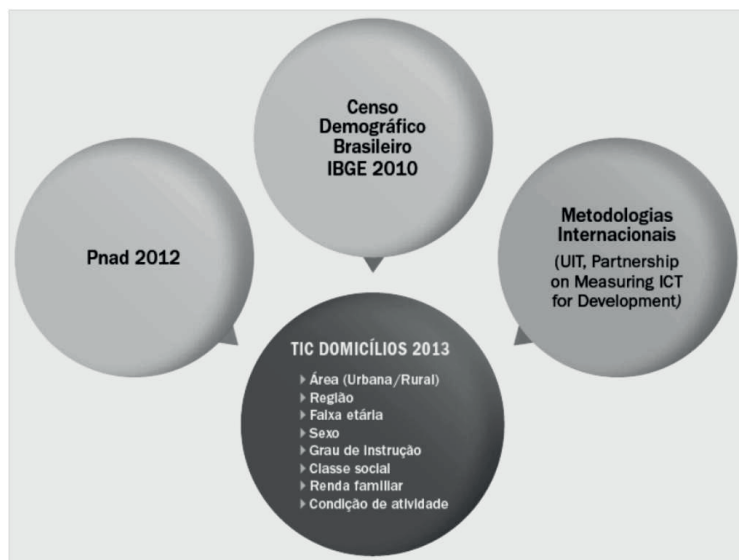 Censo
Demográfico
Brasileiro
IBGE 2010
Pnad 2012
Metodologias
Internacionais
(UIT, Partnership
on Measuring ICT
for Development)
TIC DOMICÍLIOS 2013
Área (Urbana/Rural)
Região
Faixa etária
Sexo
Grau de instrução
Classe social
Renda familiar
Condição de atividade